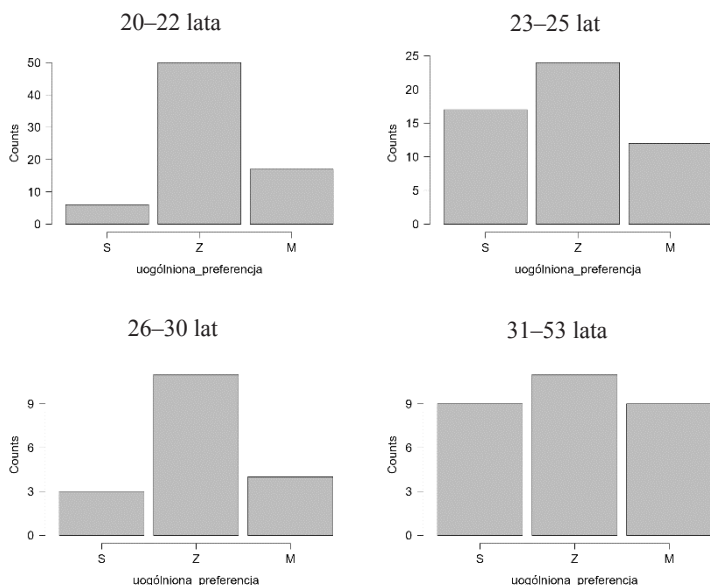 20–22 lata
50
40
30
20
10
0
Counts
S Z M
uogólniona_preferencja
23–25 lat
25
20
15
10
5
0
Counts
S Z M
uogólniona_preferencja
26–30 lat
9
6
3
0
Counts
S Z M
uogólniona_preferencja
31–53 lata
9
6
3
0
Counts
S Z M
uogólniona_preferencja